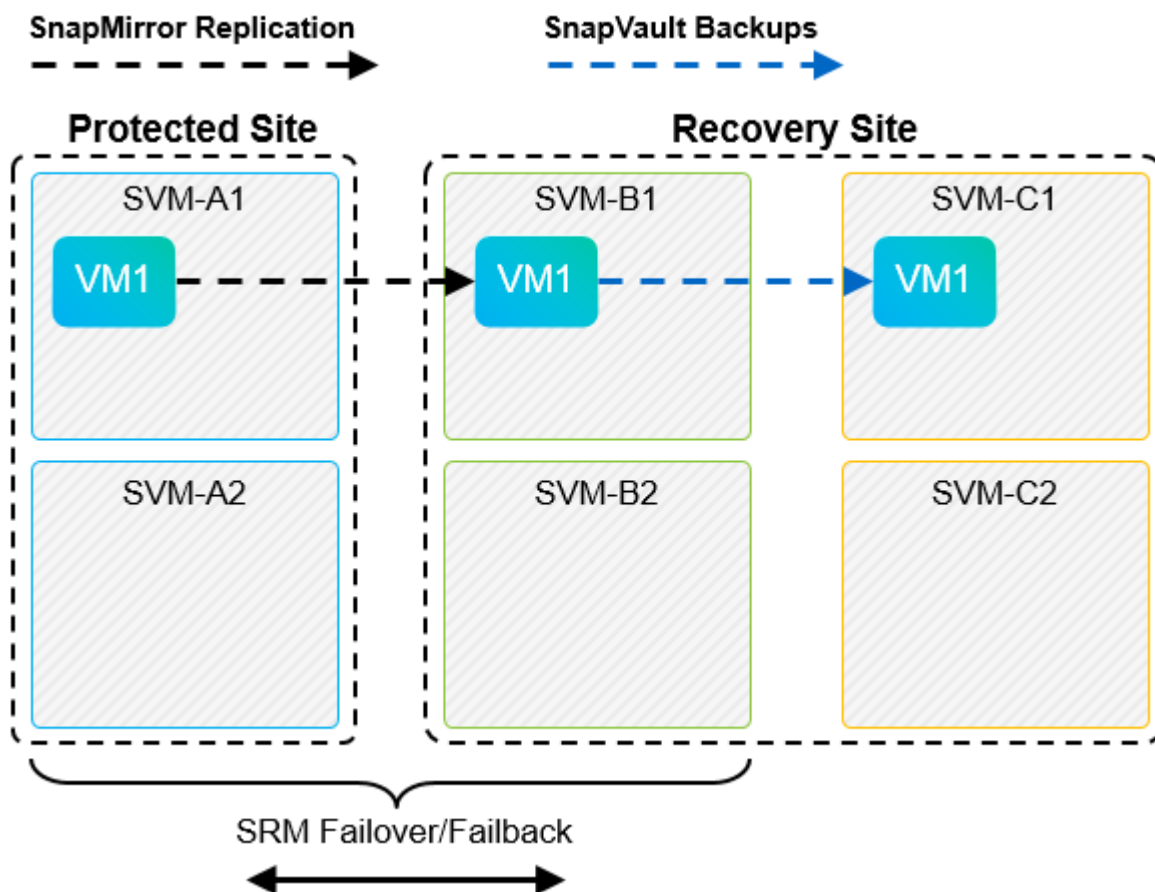 SnapMirror Replication
SnapVault Backups
Protected Site
Recovery Site
SVM-A1
SVM-B1
SVM-C1
VM1
VM1
VM1
SVM-A2
SVM-B2
SVM-C2
SRM Failover/Failback